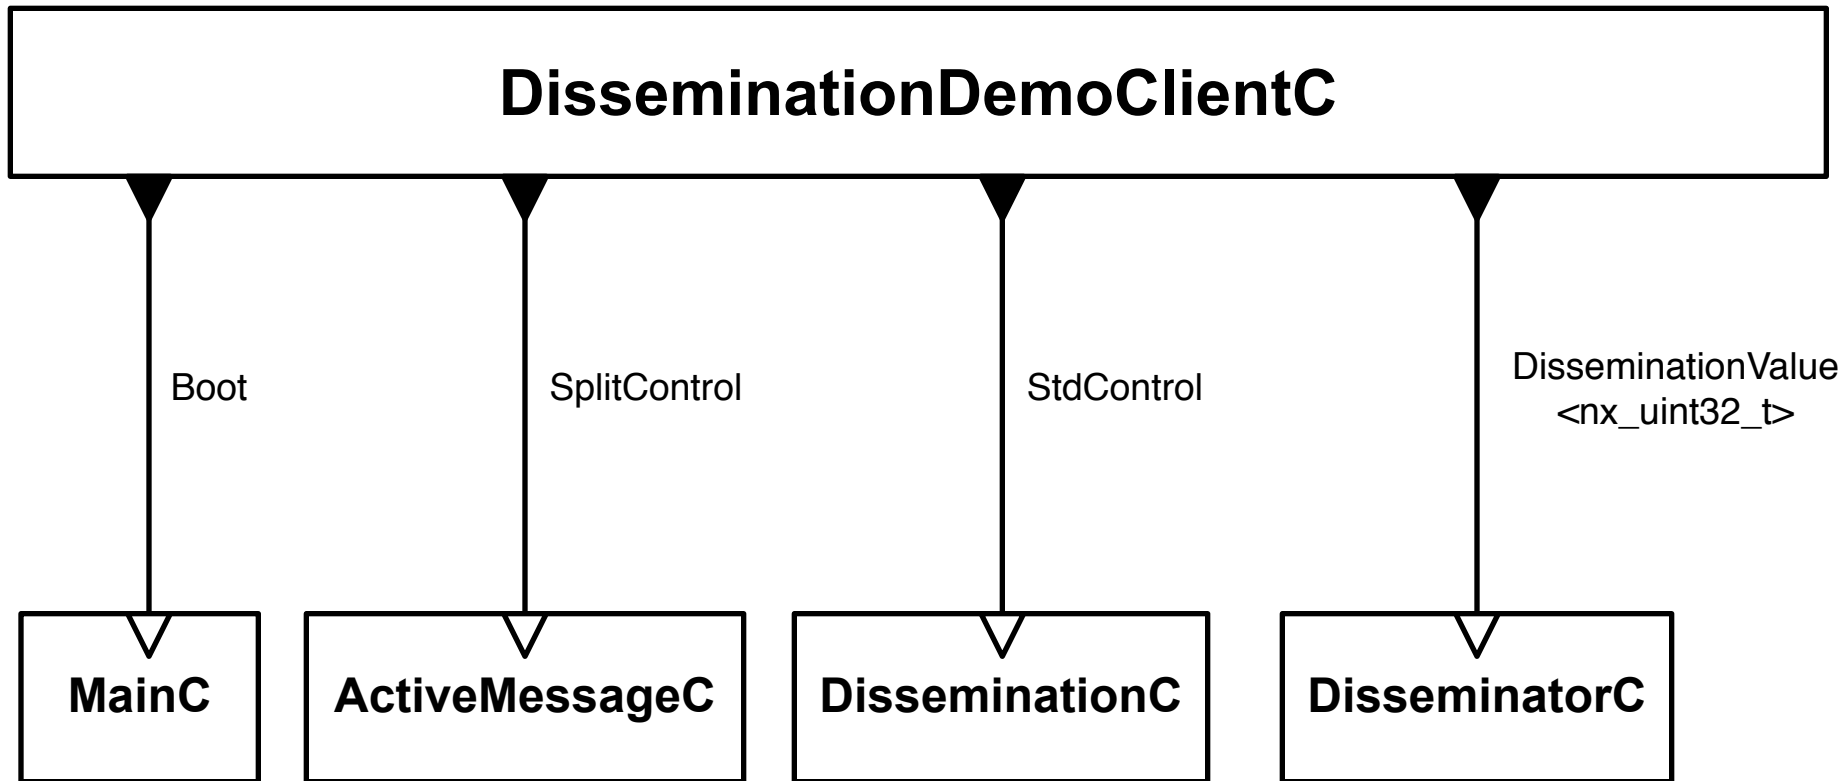 DisseminationDemoClientC
Boot
SplitControl
StdControl
DisseminationValue
<nx_uint32_t>
MainC
ActiveMessageC
DisseminationC
DisseminatorC